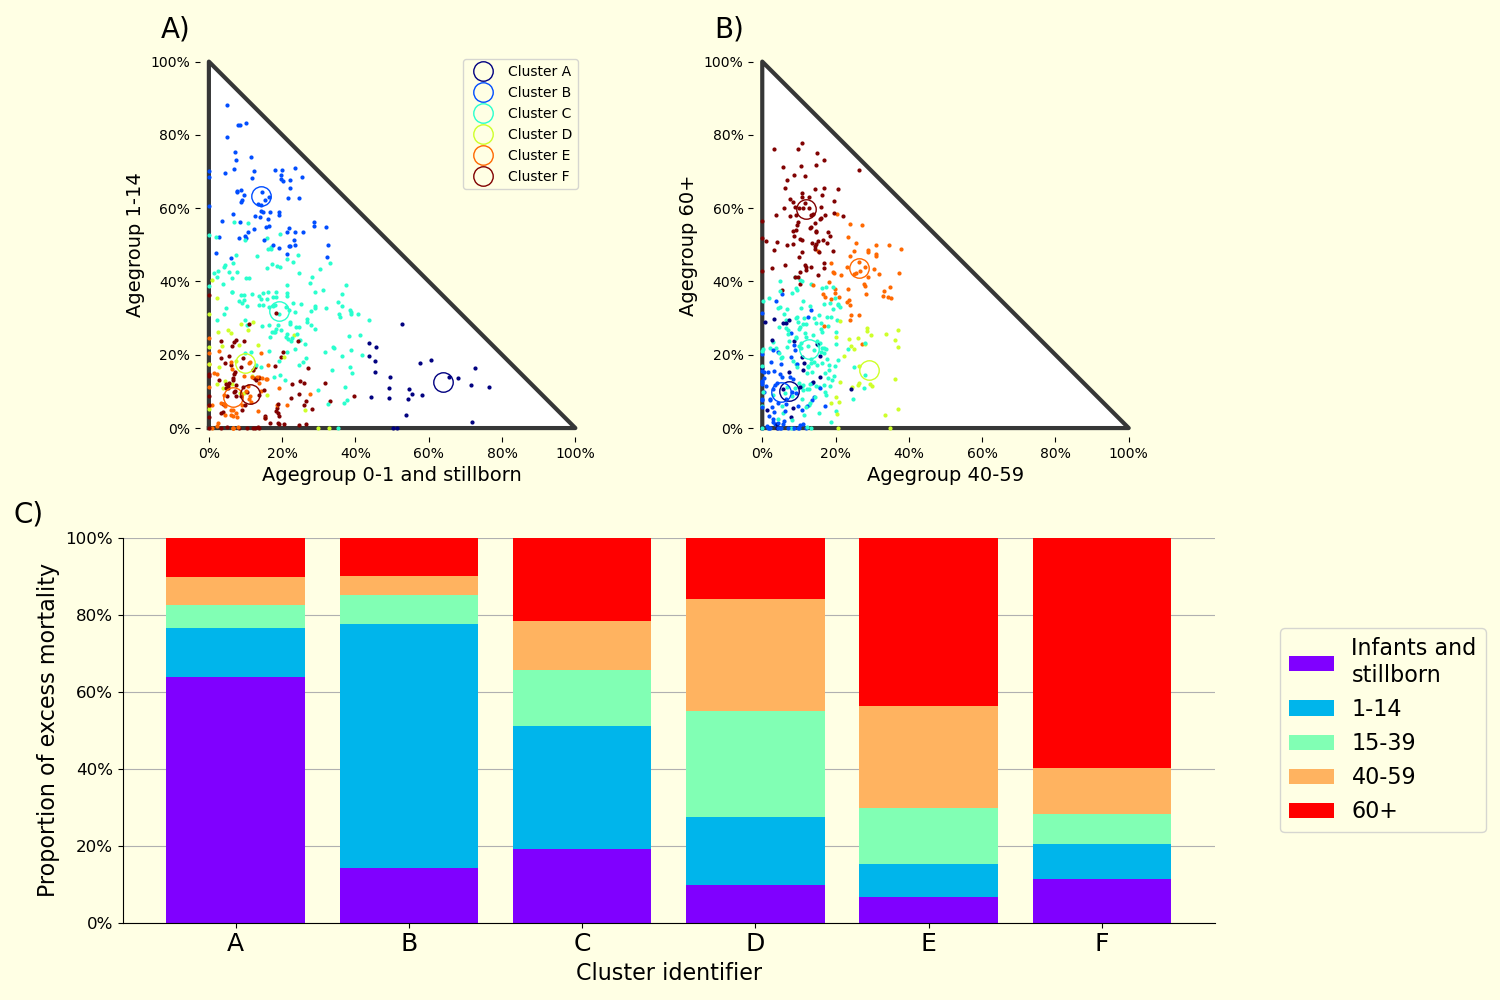 A)
100%
80%
60%
40%
20%
0%
Agegroup 1-14
0% 20% 40% 60% 80% 100%
Agegroup 0-1 and stillborn
Cluster A
Cluster B
Cluster C
Cluster D
Cluster E
Cluster F
B)
100%
80%
60%
40%
20%
0%
Agegroup 60+
0% 20% 40% 60% 80% 100%
Agegroup 40-59
C)
100%
80%
60%
40%
20%
0%
Proportion of excess mortality
A B C D E F
Cluster identifier
Infants and
stillborn
1-14
15-39
40-59
60+